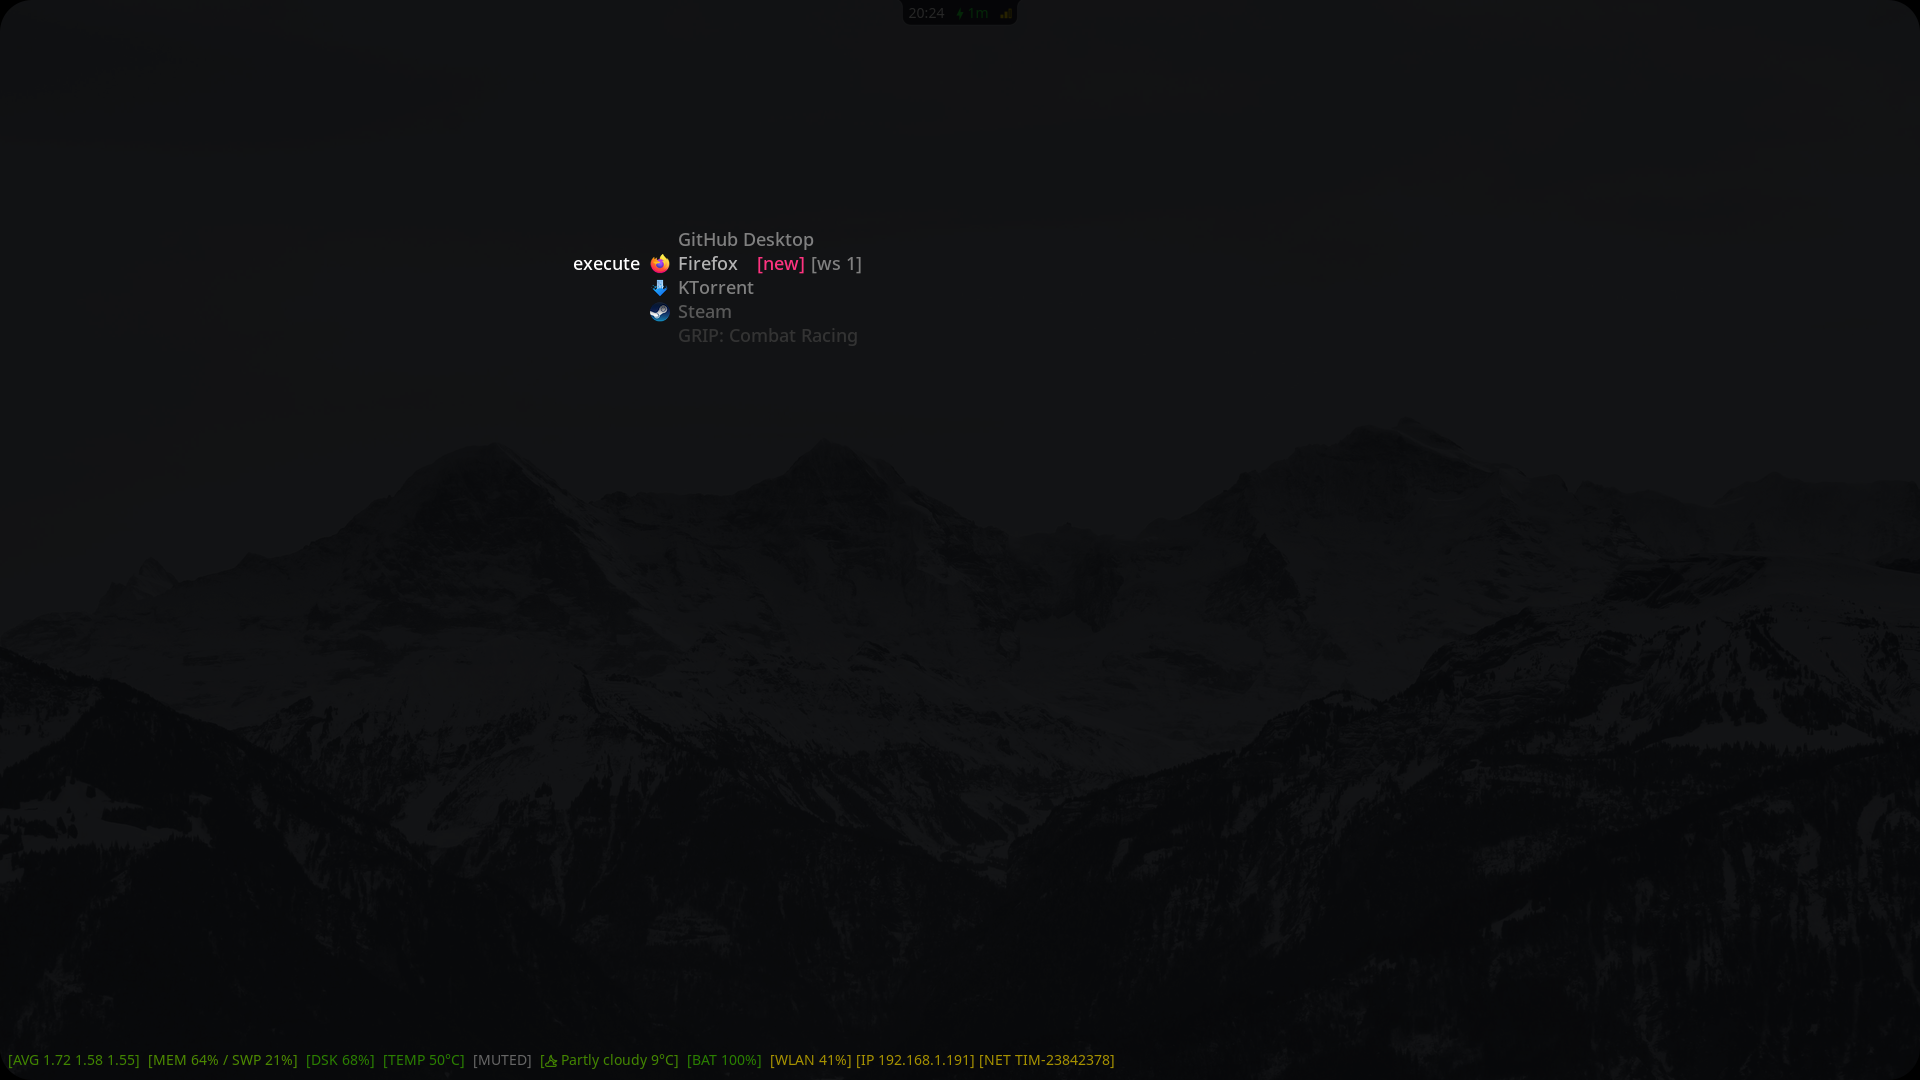 20:24 1m
GitHub Desktop
execute Firefox [new] [ws 1]
KTorrent
Steam
GRIP: Combat Racing
[AVG 1.72 1.58 1.55] [MEM 64% / SWP 21%] [DSK 68%] [TEMP 50°C] [MUTED] [Partly cloudy 9°C] [BAT 100%] [WLAN 41%] [IP 192.168.1.191] [NET TIM-23842378]